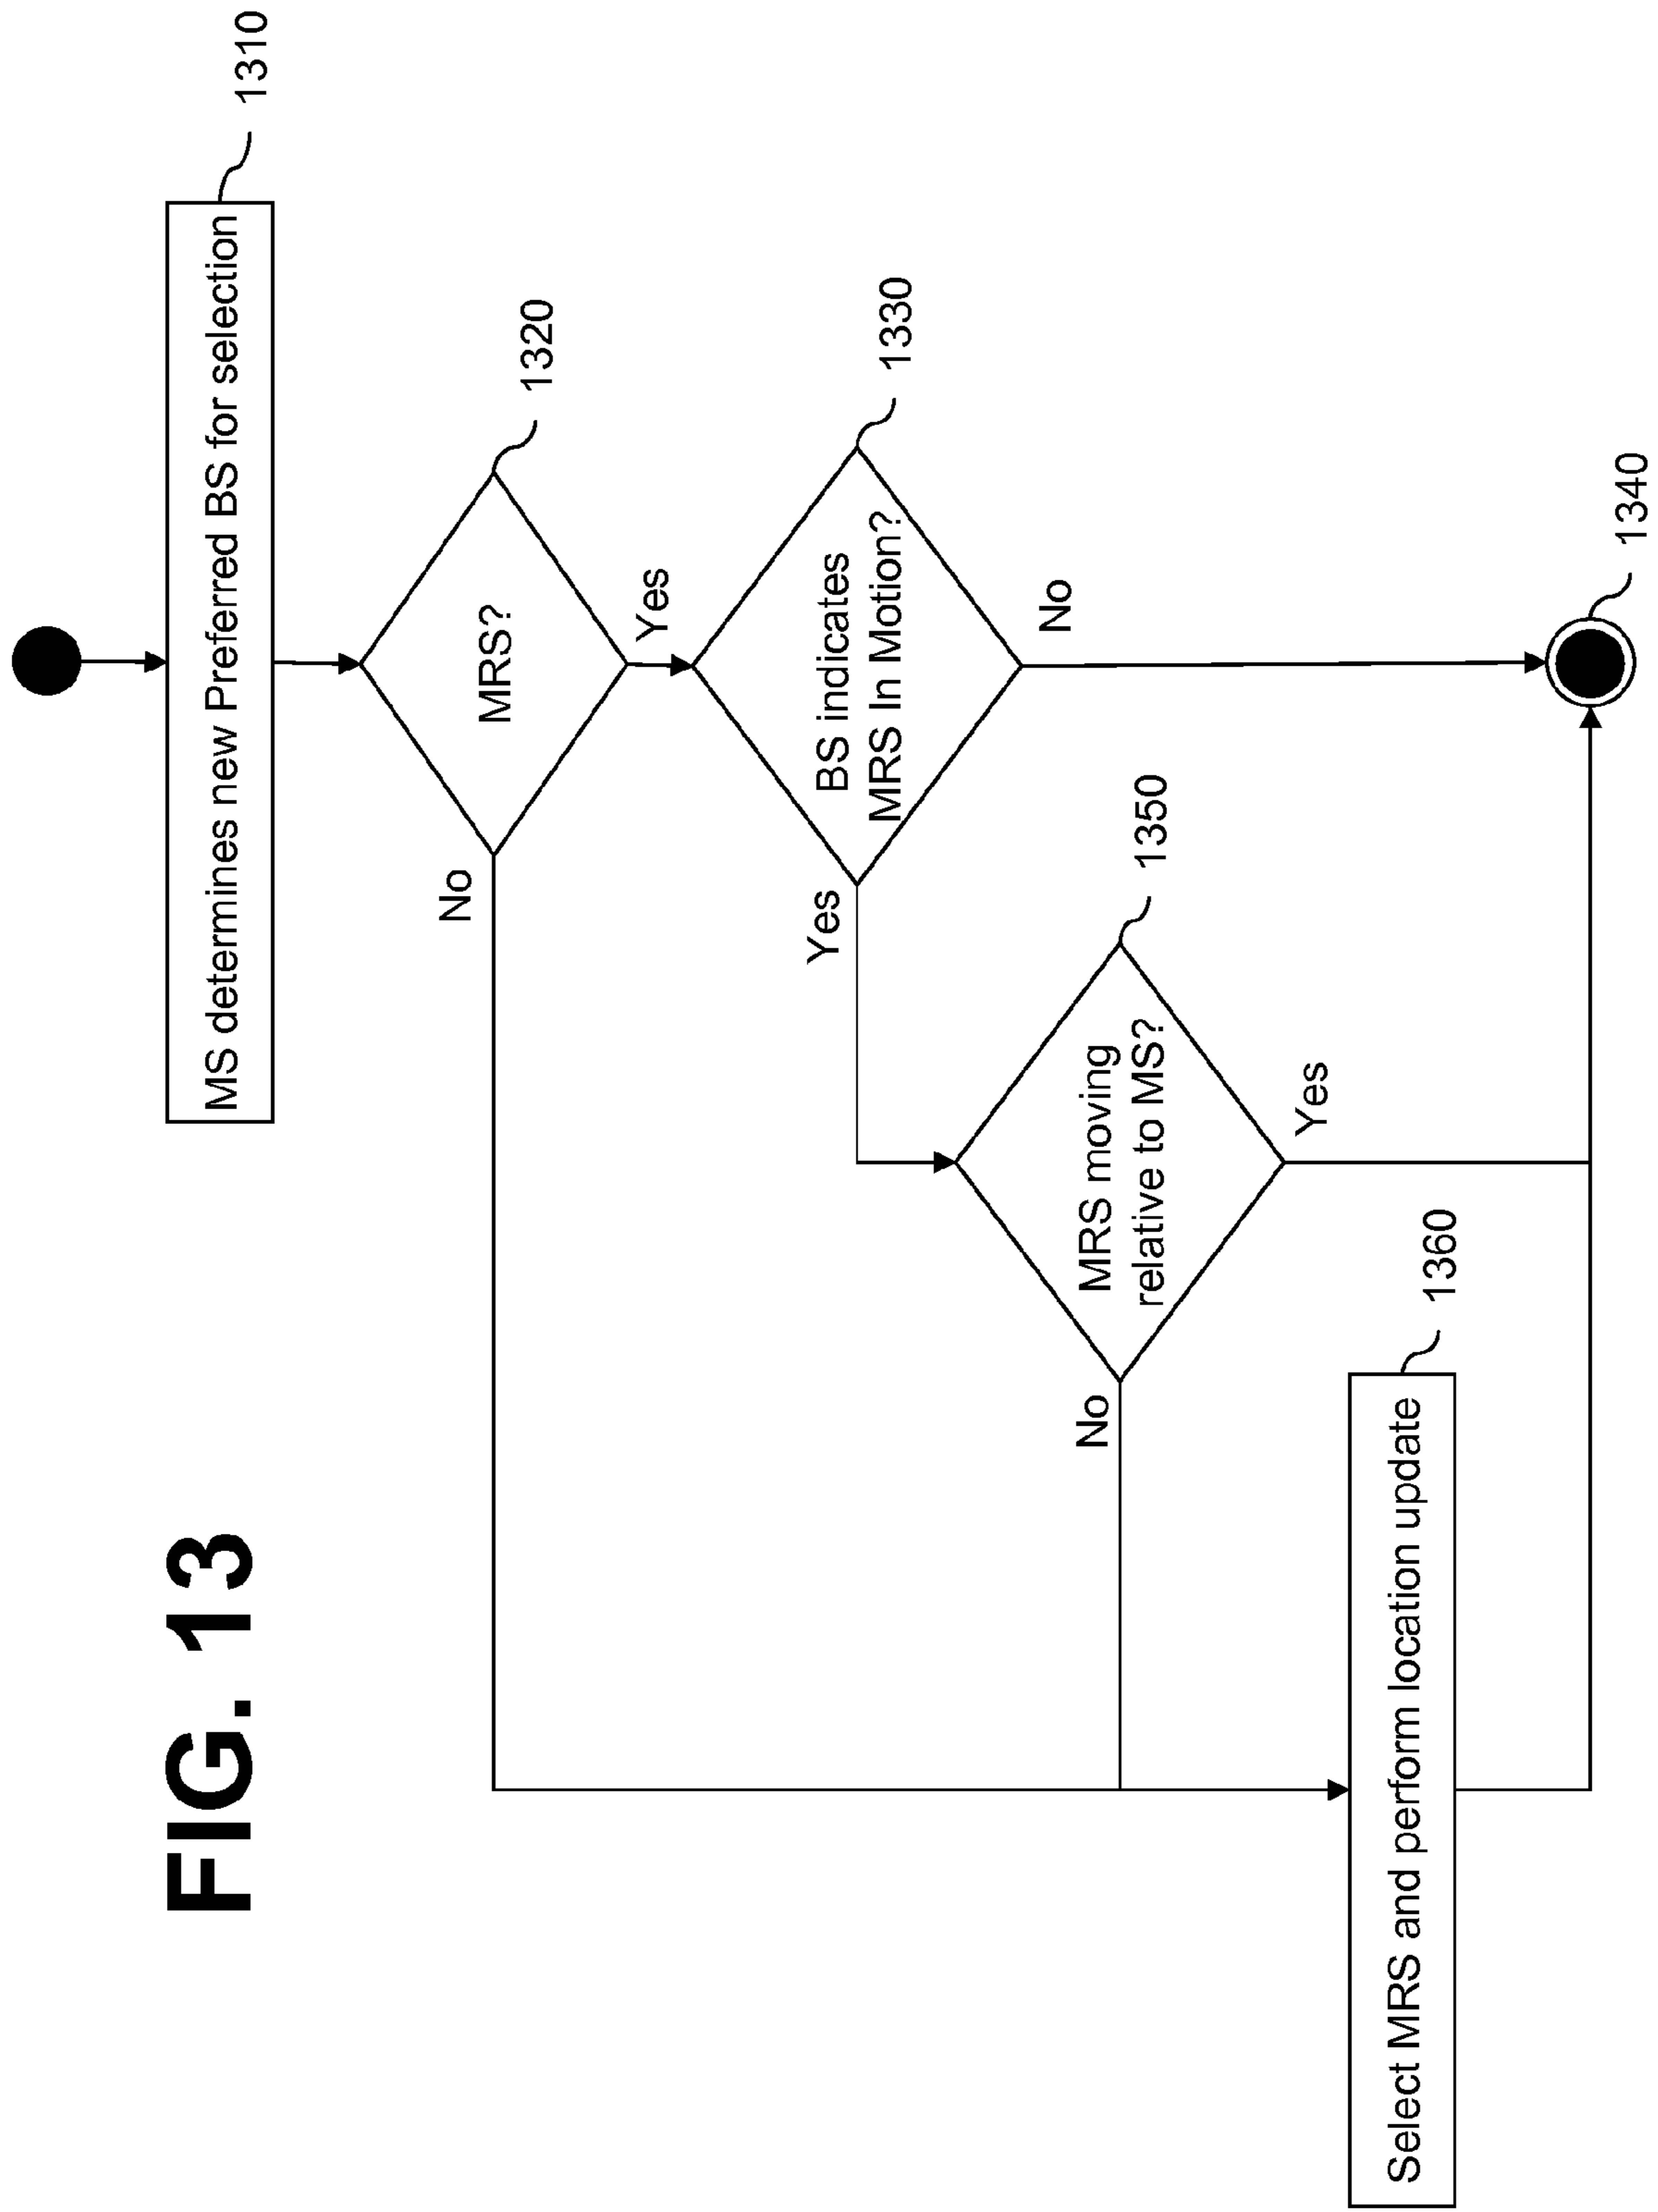 FIG. 13
MS determines new Preferred BS for selection
1310
MRS?
1320
No
Yes
BS indicates
MRS In Motion?
1330
Yes
No
MRS moving
relative to MS?
1350
No
Yes
Select MRS and perform location update
1360
1340